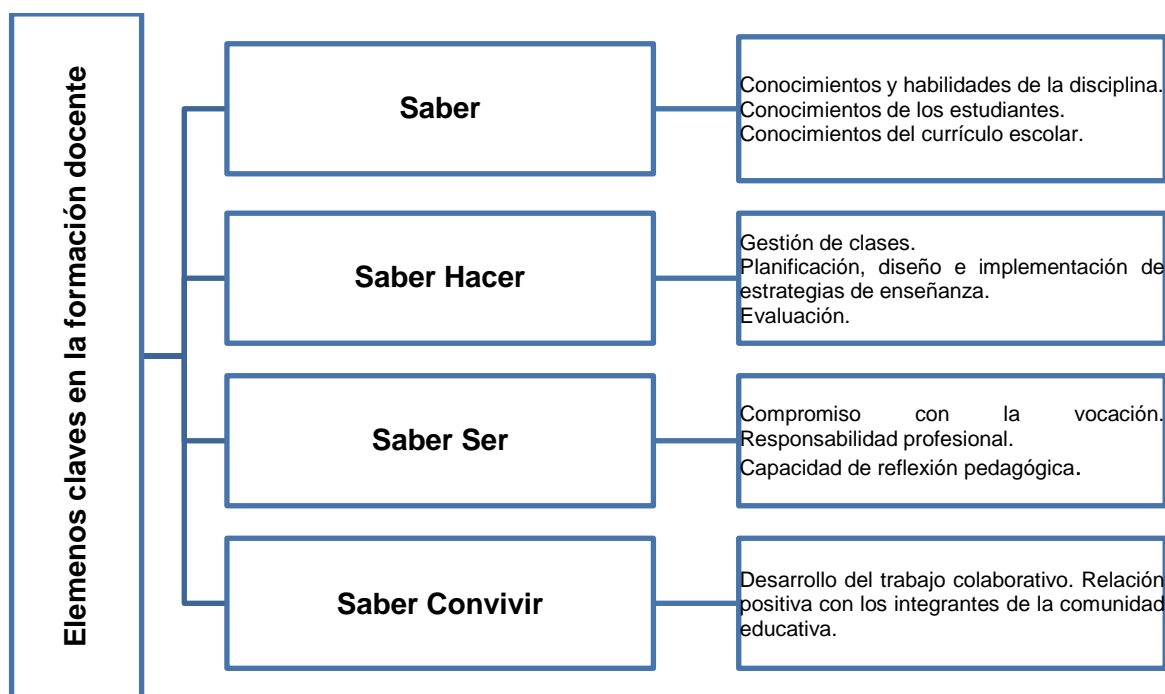 Elemenos claves en la formación docente
Saber
Conocimientos y habilidades de la disciplina.
Conocimientos de los estudiantes.
Conocimientos del currículo escolar.
Saber Hacer
Gestión de clases.
Planificación, diseño e implementación de
estrategias de enseñanza.
Evaluación.
Saber Ser
Compromiso con la vocación.
Responsabilidad profesional.
Capacidad de reflexión pedagógica.
Saber Convivir
Desarrollo del trabajo colaborativo. Relación
positiva con los integrantes de la comunidad
educativa.